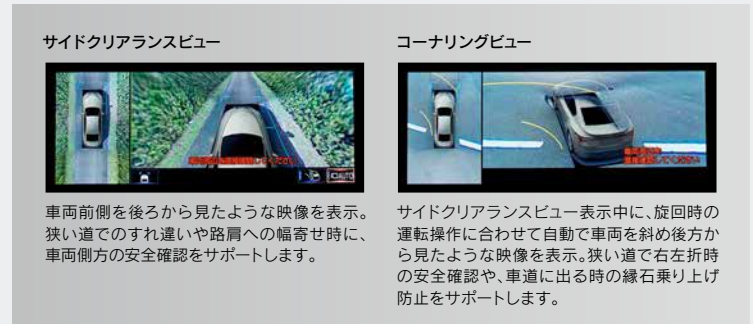 サイドクリアランスビュー
車両前側を後ろから見たような映像を表示。
狭い道でのすれ違いや路肩への幅寄せ時に、
車両側方の安全確認をサポートします。
コーナリングビュー
サイドクリアランスビュー表示中に、旋回時の
運転操作に合わせて自動で車両を斜め後方か
ら見たような映像を表示。狭い道で右左折時
の安全確認や、車道に出る時の縁石乗り上げ
防止をサポートします。